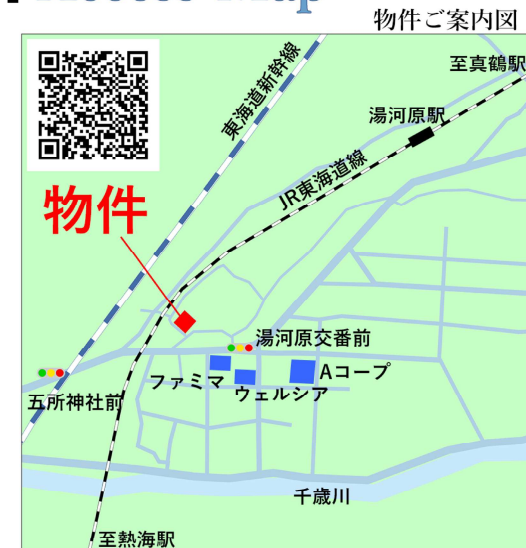 Access Map
物件ご案内図
東海道新幹線
至真鶴駅
湯河原駅
JR東海道線
物件
湯河原交番前
Aコープ
ファミマ
ウェルシア
五所神社前
千歳川
至熱海駅